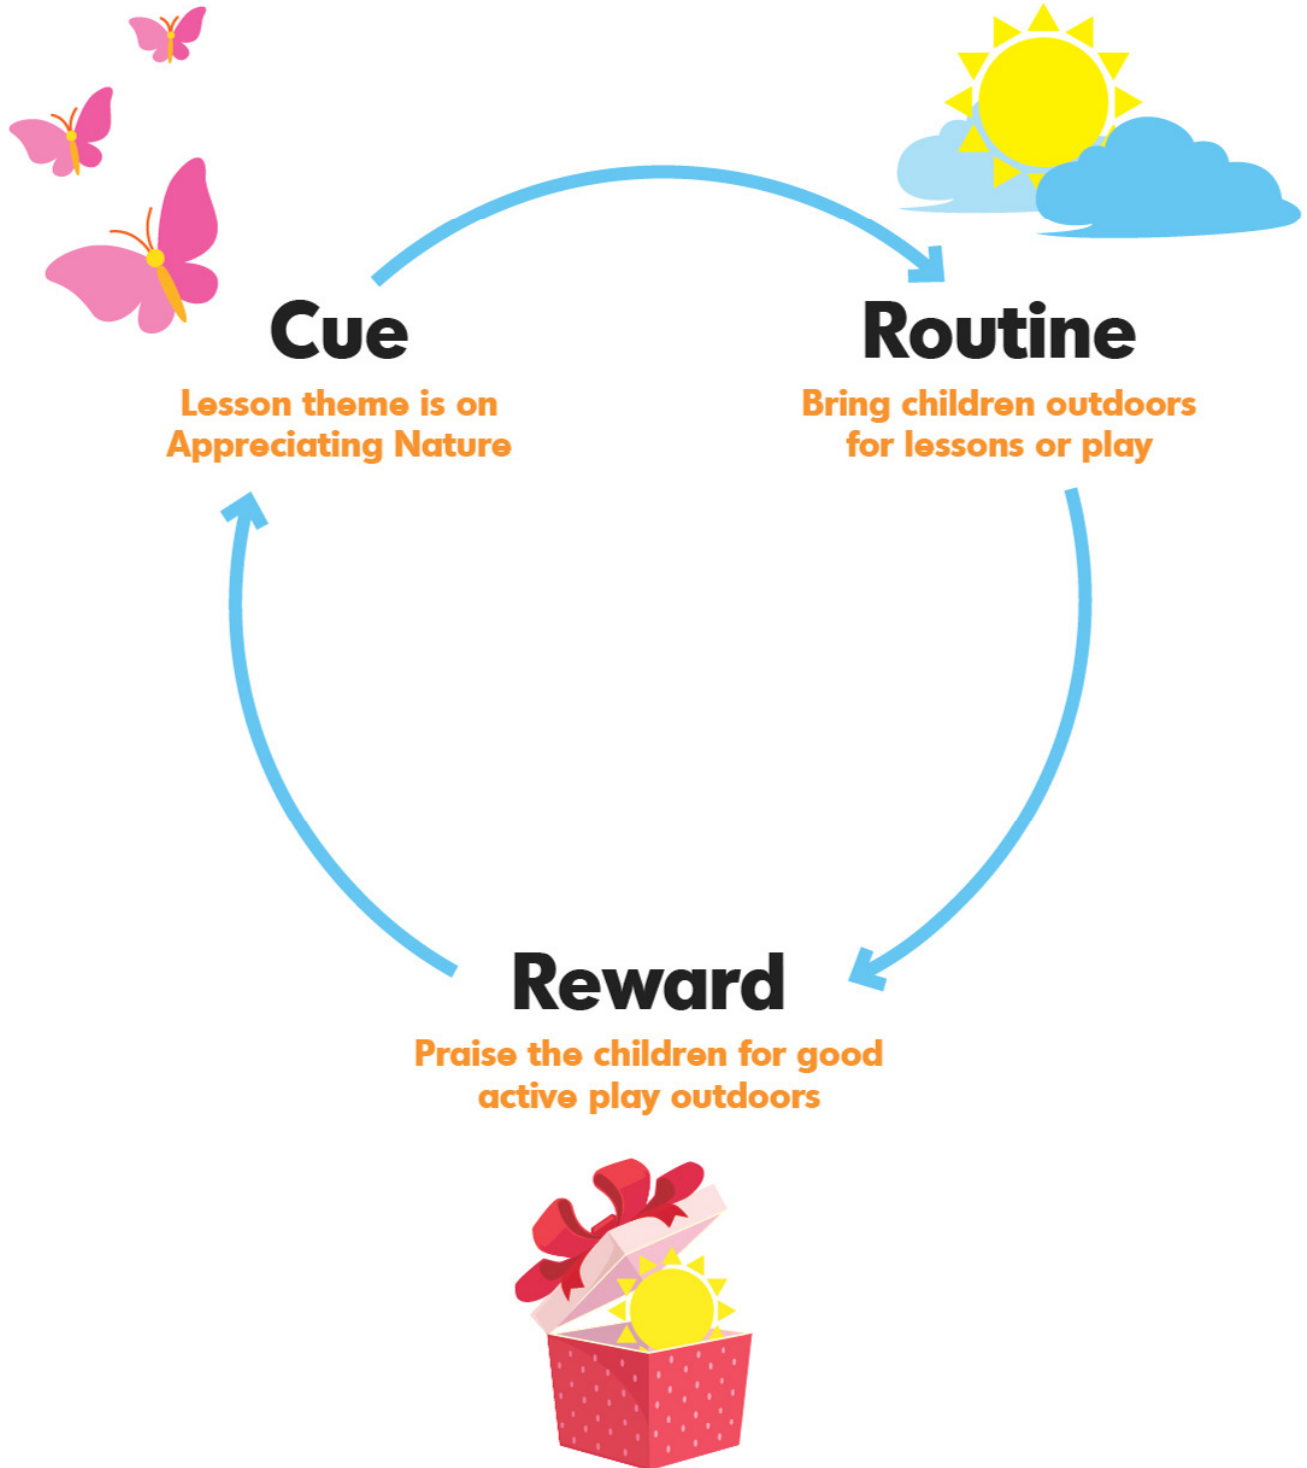 Cue
Lesson theme is on
Appreciating Nature
Routine
Bring children outdoors
for lessons or play
Reward
Praise the children for good
active play outdoors